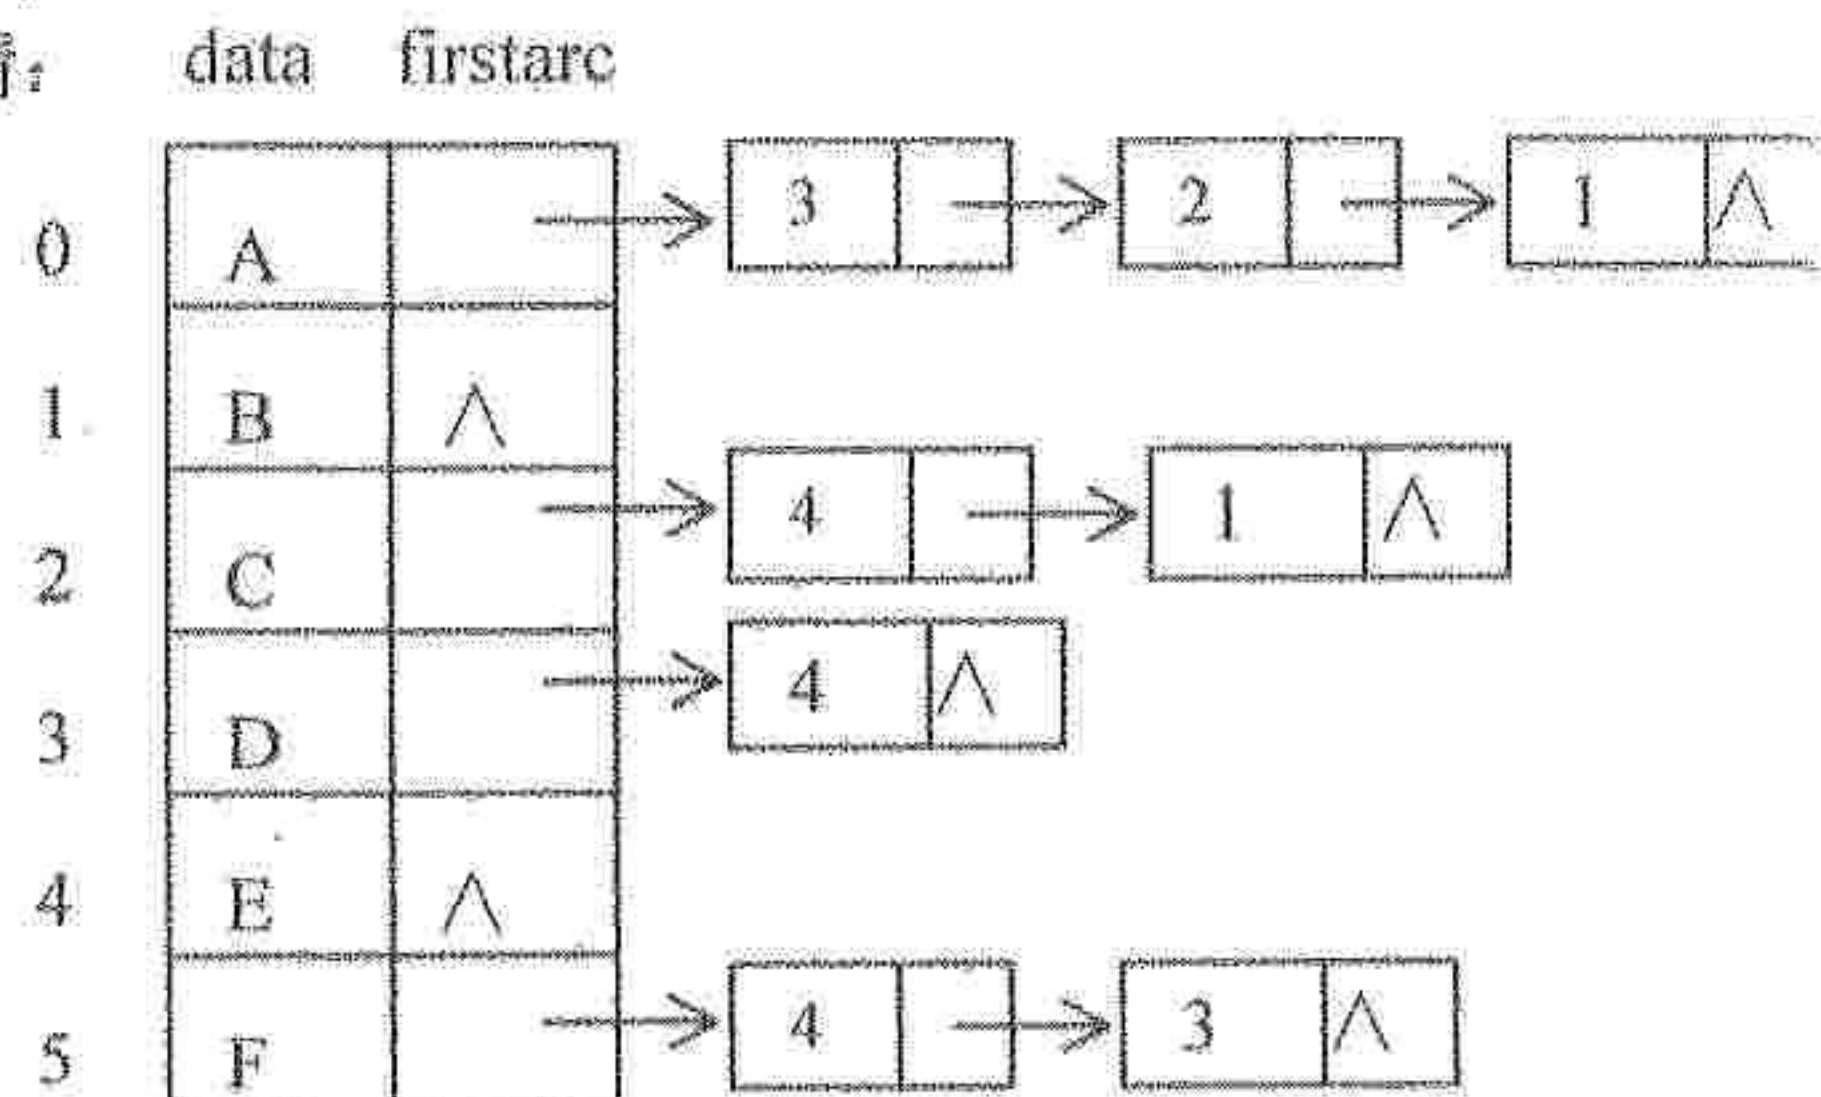 data firstarc
0 A 3 2 1 ∧
1 B ∧
2 C 4 1 ∧
3 D 4 ∧
4 E ∧
5 F 4 3 ∧